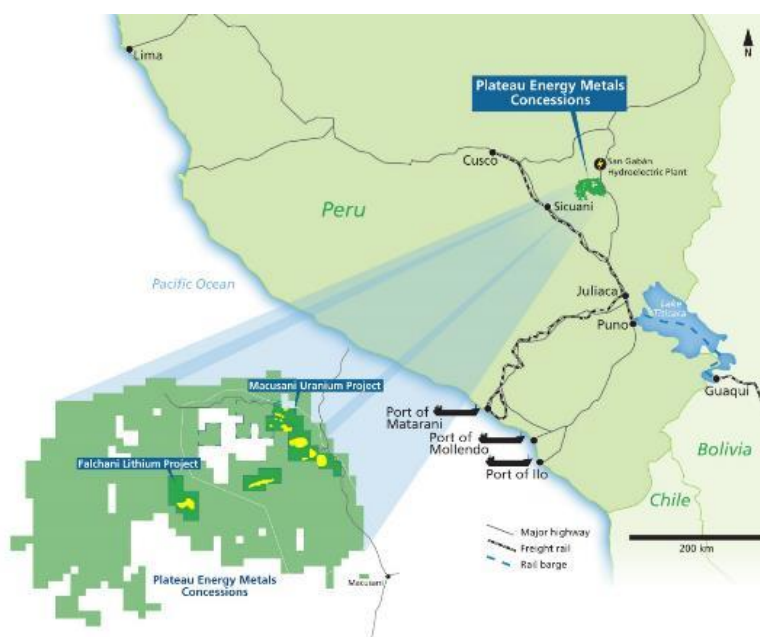 Lima
N
Plateau Energy Metals
Concessions
San Gabán
Hydroelectric Plant
Cusco
Sicuani
Peru
Pacific Ocean
Juliaca
Lake
Titicaca
Puno
Guaqui
Macusani Uranium Project
Port of
Matarani
Port of
Mollendo
Port of Ilo
Bolivia
Falchani Lithium Project
Chile
Major highway
Freight rail
Rail barge
200 km
Plateau Energy Metals
Concessions
Macusani